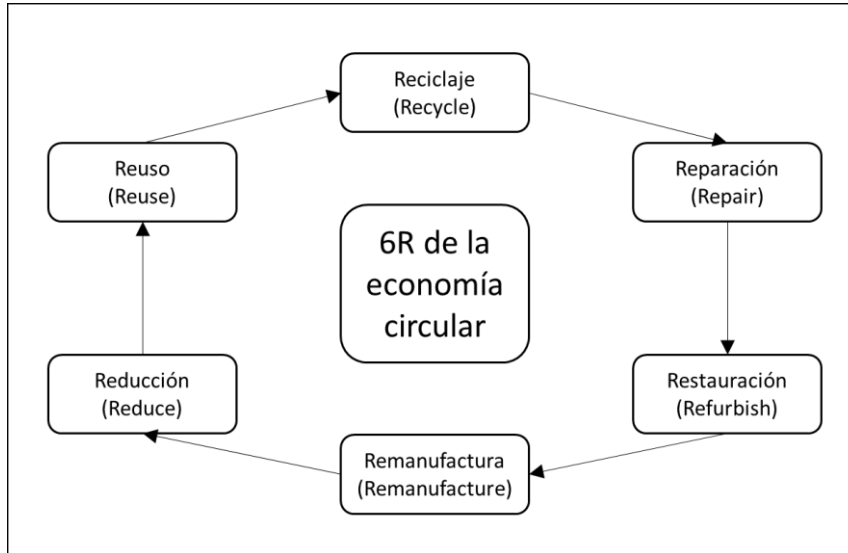 Reciclaje
(Recycle)
Reuso
(Reuse)
Reparación
(Repair)
6R de la
economía
circular
Reducción
(Reduce)
Restauración
(Refurbish)
Remanufactura
(Remanufacture)